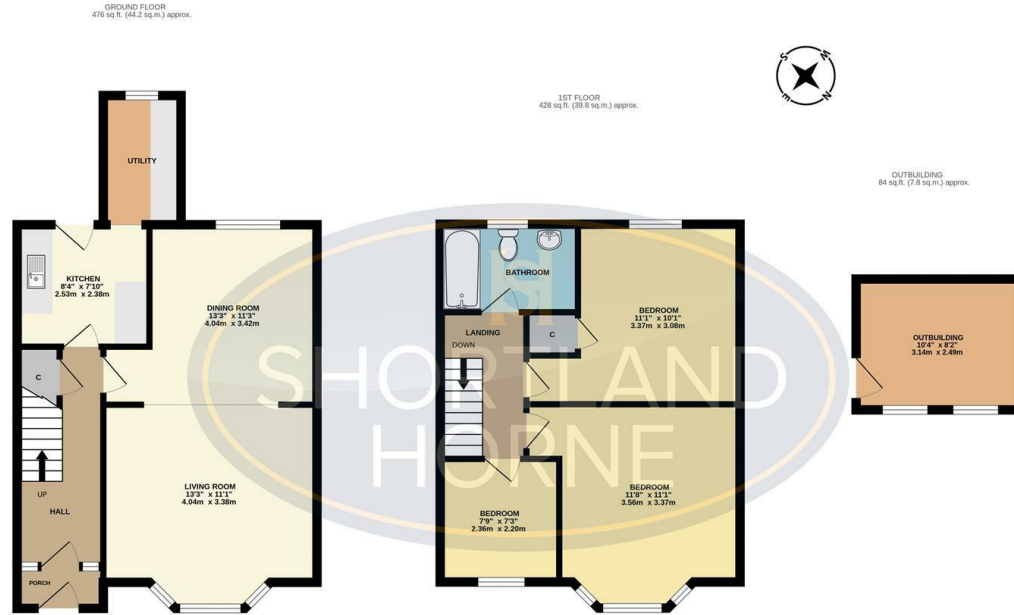 GROUND FLOOR
476 sq.ft. (44.2 sq.m.) approx.
1ST FLOOR
428 sq.ft. (39.8 sq.m.) approx.
S
W
E
N
OUTBUILDING
84 sq.ft. (7.8 sq.m.) approx.
UTILITY
KITCHEN
8'4" x 7'10"
2.53m x 2.38m
DINING ROOM
13'3" x 11'3"
4.04m x 3.42m
C
UP
HALL
LIVING ROOM
13'3" x 11'1"
4.04m x 3.38m
PORCH
BATHROOM
LANDING
DOWN
C
BEDROOM
11'1" x 10'1"
3.37m x 3.08m
BEDROOM
7'9" x 7'3"
2.36m x 2.20m
BEDROOM
11'8" x 11'1"
3.56m x 3.37m
OUTBUILDING
10'4" x 8'2"
3.14m x 2.49m
SH
SHORTLAND
HORNE